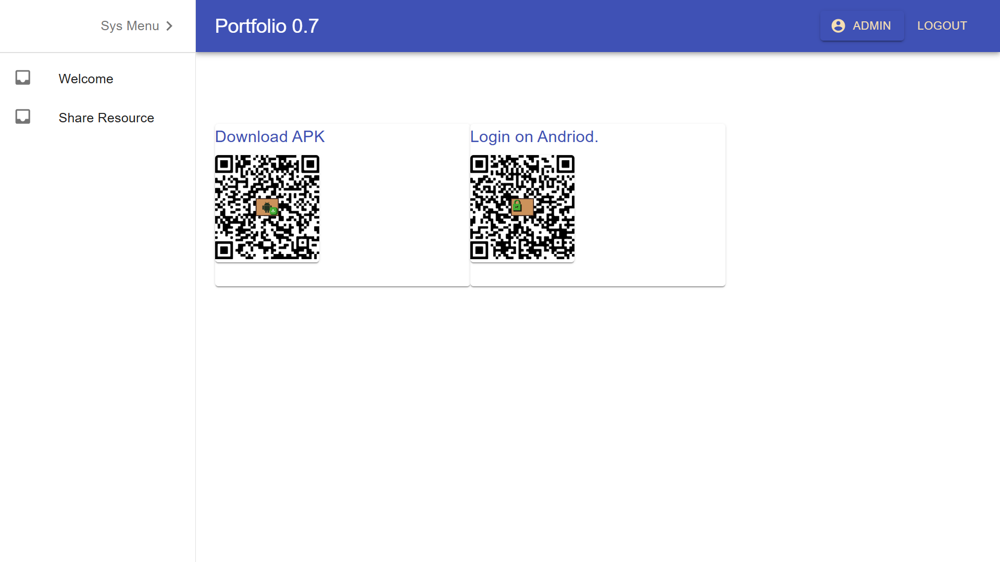 Sys Menu
Portfolio 0.7
ADMIN
LOGOUT
Welcome
Share Resource
Download APK
Login on Andriod.